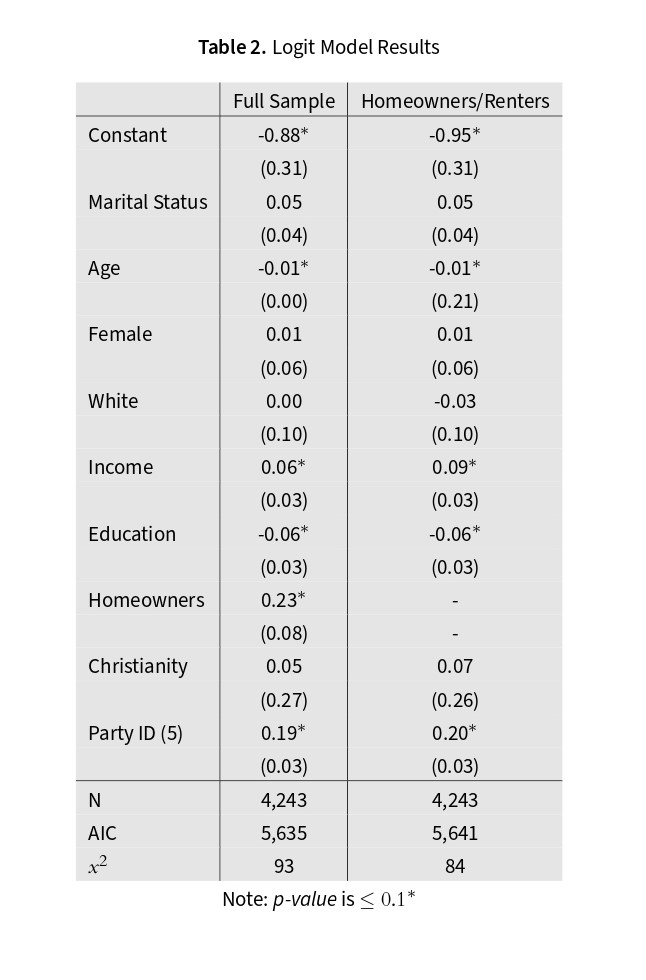 Table 2. Logit Model Results
Full Sample Homeowners/Renters
Constant -0.88* -0.95*
(0.31) (0.31)
Marital Status 0.05 0.05
(0.04) (0.04)
Age -0.01* -0.01*
(0.00) (0.21)
Female 0.01 0.01
(0.06) (0.06)
White 0.00 -0.03
(0.10) (0.10)
Income 0.06* 0.09*
(0.03) (0.03)
Education -0.06* -0.06*
(0.03) (0.03)
Homeowners 0.23* -
(0.08) -
Christianity 0.05 0.07
(0.27) (0.26)
Party ID (5) 0.19* 0.20*
(0.03) (0.03)
N 4,243 4,243
AIC 5,635 5,641
x² 93 84
Note: p-value is ≤ 0.1*